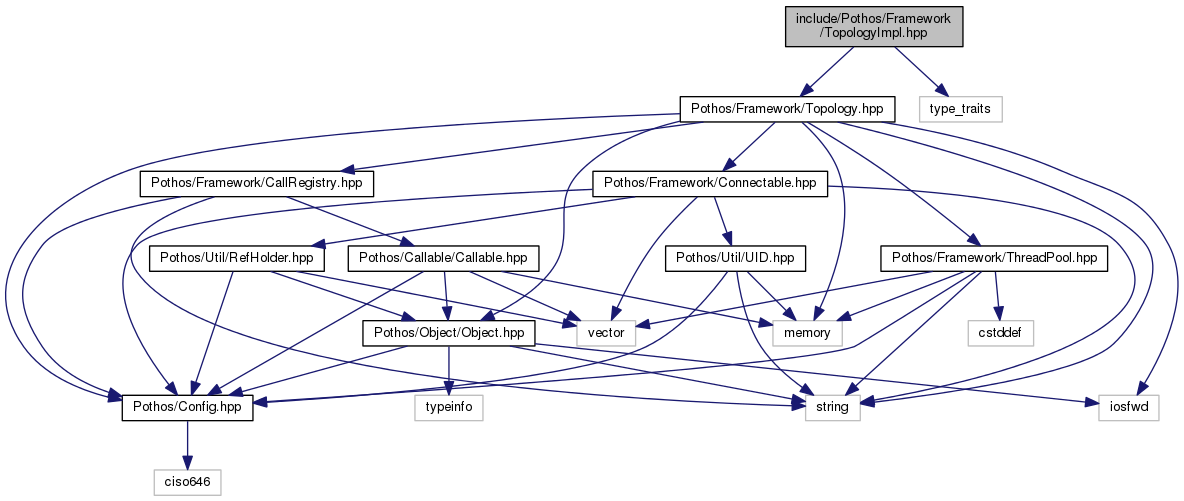 include/Pothos/Framework
/TopologyImpl.hpp
Pothos/Framework/Topology.hpp
type_traits
Pothos/Framework/CallRegistry.hpp
Pothos/Framework/Connectable.hpp
Pothos/Util/RefHolder.hpp
Pothos/Callable/Callable.hpp
Pothos/Util/UID.hpp
Pothos/Framework/ThreadPool.hpp
Pothos/Object/Object.hpp
vector
memory
cstddef
Pothos/Config.hpp
typeinfo
string
iosfwd
ciso646